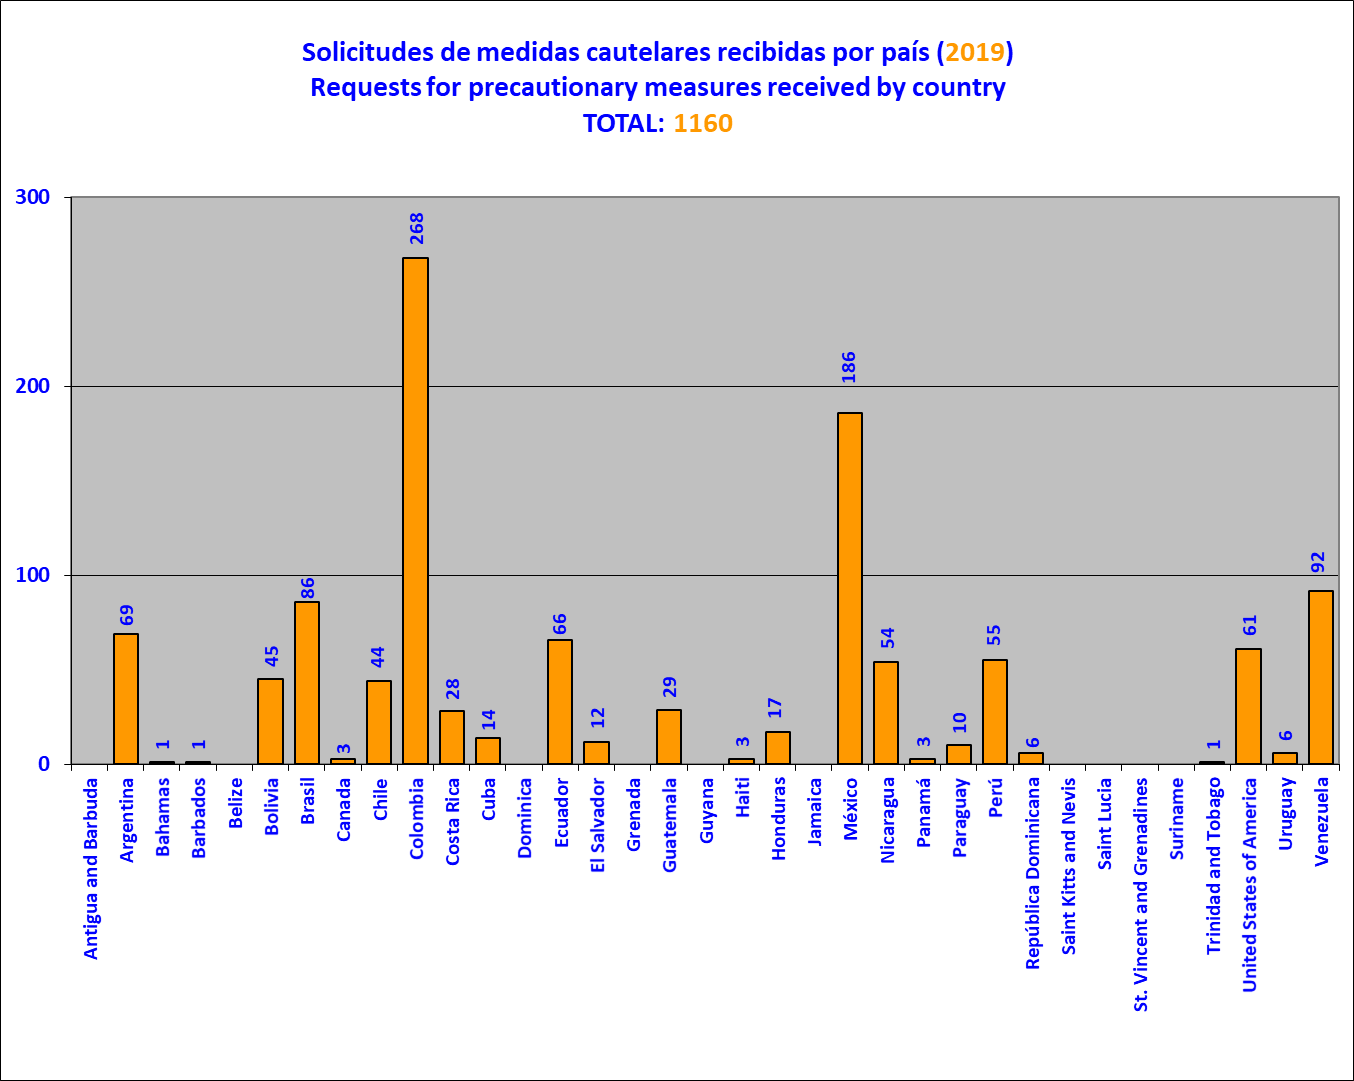 Solicitudes de medidas cautelares recibidas por país (2019)
Requests for precautionary measures received by country
TOTAL: 1160
300
200
100
0
69
1
1
45
86
3
44
268
28
14
66
12
29
3
17
186
54
3
10
55
6
1
61
6
92
Antigua and Barbuda
Argentina
Bahamas
Barbados
Belize
Bolivia
Brasil
Canada
Chile
Colombia
Costa Rica
Cuba
Dominica
Ecuador
El Salvador
Grenada
Guatemala
Guyana
Haiti
Honduras
Jamaica
México
Nicaragua
Panamá
Paraguay
Perú
República Dominicana
Saint Kitts and Nevis
Saint Lucia
St. Vincent and Grenadines
Suriname
Trinidad and Tobago
United States of America
Uruguay
Venezuela